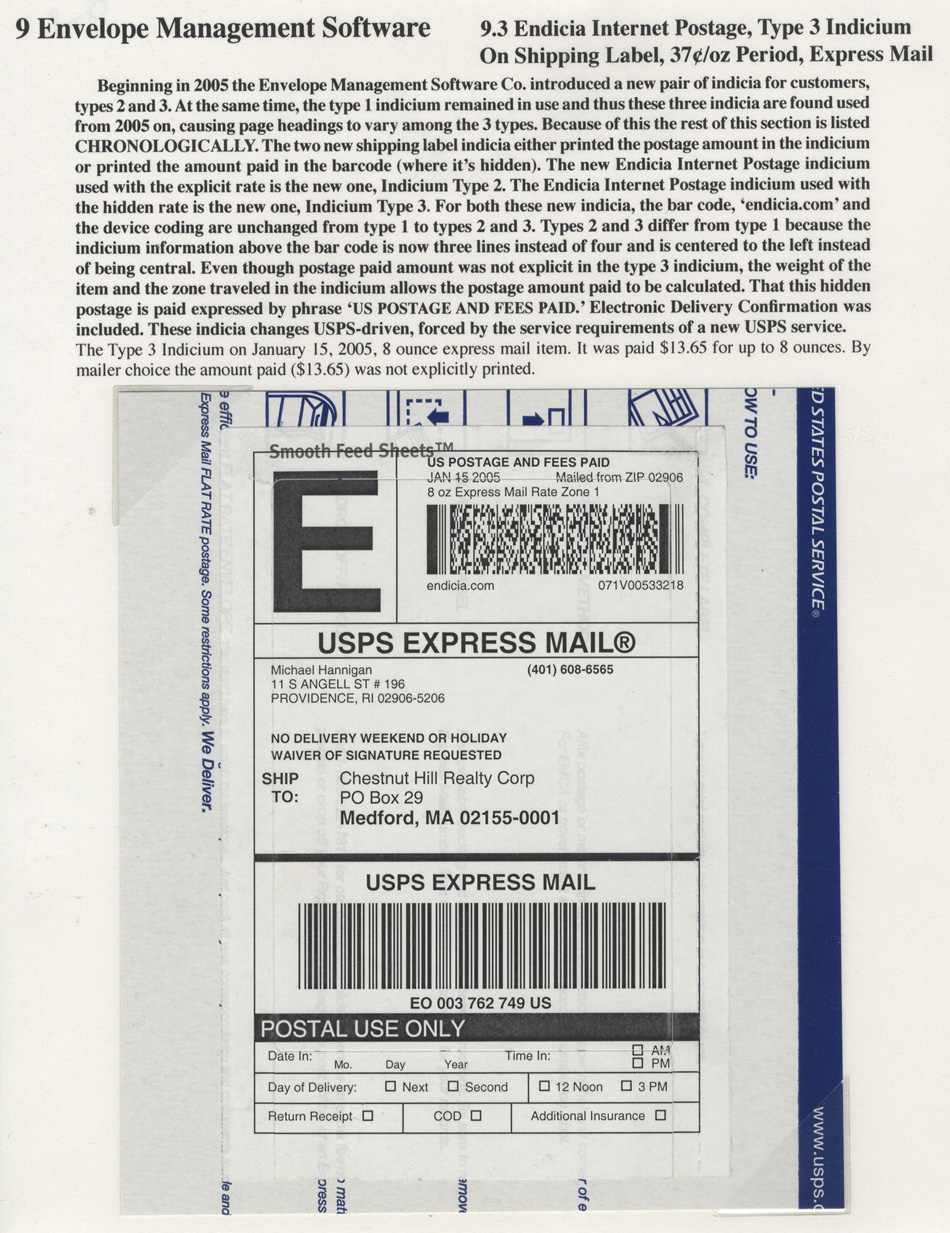 9 Envelope Management Software
9.3 Endicia Internet Postage, Type 3 Indicium
On Shipping Label, 37¢/oz Period, Express Mail
Beginning in 2005 the Envelope Management Software Co. introduced a new pair of indicia for customers,
types 2 and 3. At the same time, the type 1 indicium remained in use and thus these three indicia are found used
from 2005 on, causing page headings to vary among the 3 types. Because of this the rest of this section is listed
CHRONOLOGICALLY. The two new shipping label indicia either printed the postage amount in the indicium
or printed the amount paid in the barcode (where it's hidden). The new Endicia Internet Postage indicium
used with the explicit rate is the new one, Indicium Type 2. The Endicia Internet Postage indicium used with
the hidden rate is the new one, Indicium Type 3. For both these new indicia, the bar code, 'endicia.com' and
the device coding are unchanged from type 1 to types 2 and 3. Types 2 and 3 differ from type 1 because the
indicium information above the bar code is now three lines instead of four and is centered to the left instead
of being central. Even though postage paid amount was not explicit in the type 3 indicium, the weight of the
item and the zone traveled in the indicium allows the postage amount paid to be calculated. That this hidden
postage is paid expressed by phrase 'US POSTAGE AND FEES PAID.' Electronic Delivery Confirmation was
included. These indicia changes USPS-driven, forced by the service requirements of a new USPS service.
The Type 3 Indicium on January 15, 2005, 8 ounce express mail item. It was paid $13.65 for up to 8 ounces. By
mailer choice the amount paid ($13.65) was not explicitly printed.
Express Mail FLAT RATE postage. Some restrictions apply. We Deliver.
OW TO USE:
D STATES POSTAL SERVICE®
Smooth Feed Sheets™
US POSTAGE AND FEES PAID
JAN 15 2005 Mailed from ZIP 02906
8 oz Express Mail Rate Zone 1
E
endicia.com 071V00533218
USPS EXPRESS MAIL®
Michael Hannigan (401) 608-6565
11 S ANGELL ST # 196
PROVIDENCE, RI 02906-5206
NO DELIVERY WEEKEND OR HOLIDAY
WAIVER OF SIGNATURE REQUESTED
SHIP TO:
Chestnut Hill Realty Corp
PO Box 29
Medford, MA 02155-0001
USPS EXPRESS MAIL
EO 003 762 749 US
POSTAL USE ONLY
Date In: Mo. Day Year Time In: AM
PM
Day of Delivery: Next Second 12 Noon 3 PM
Return Receipt COD Additional Insurance
www.usps.c